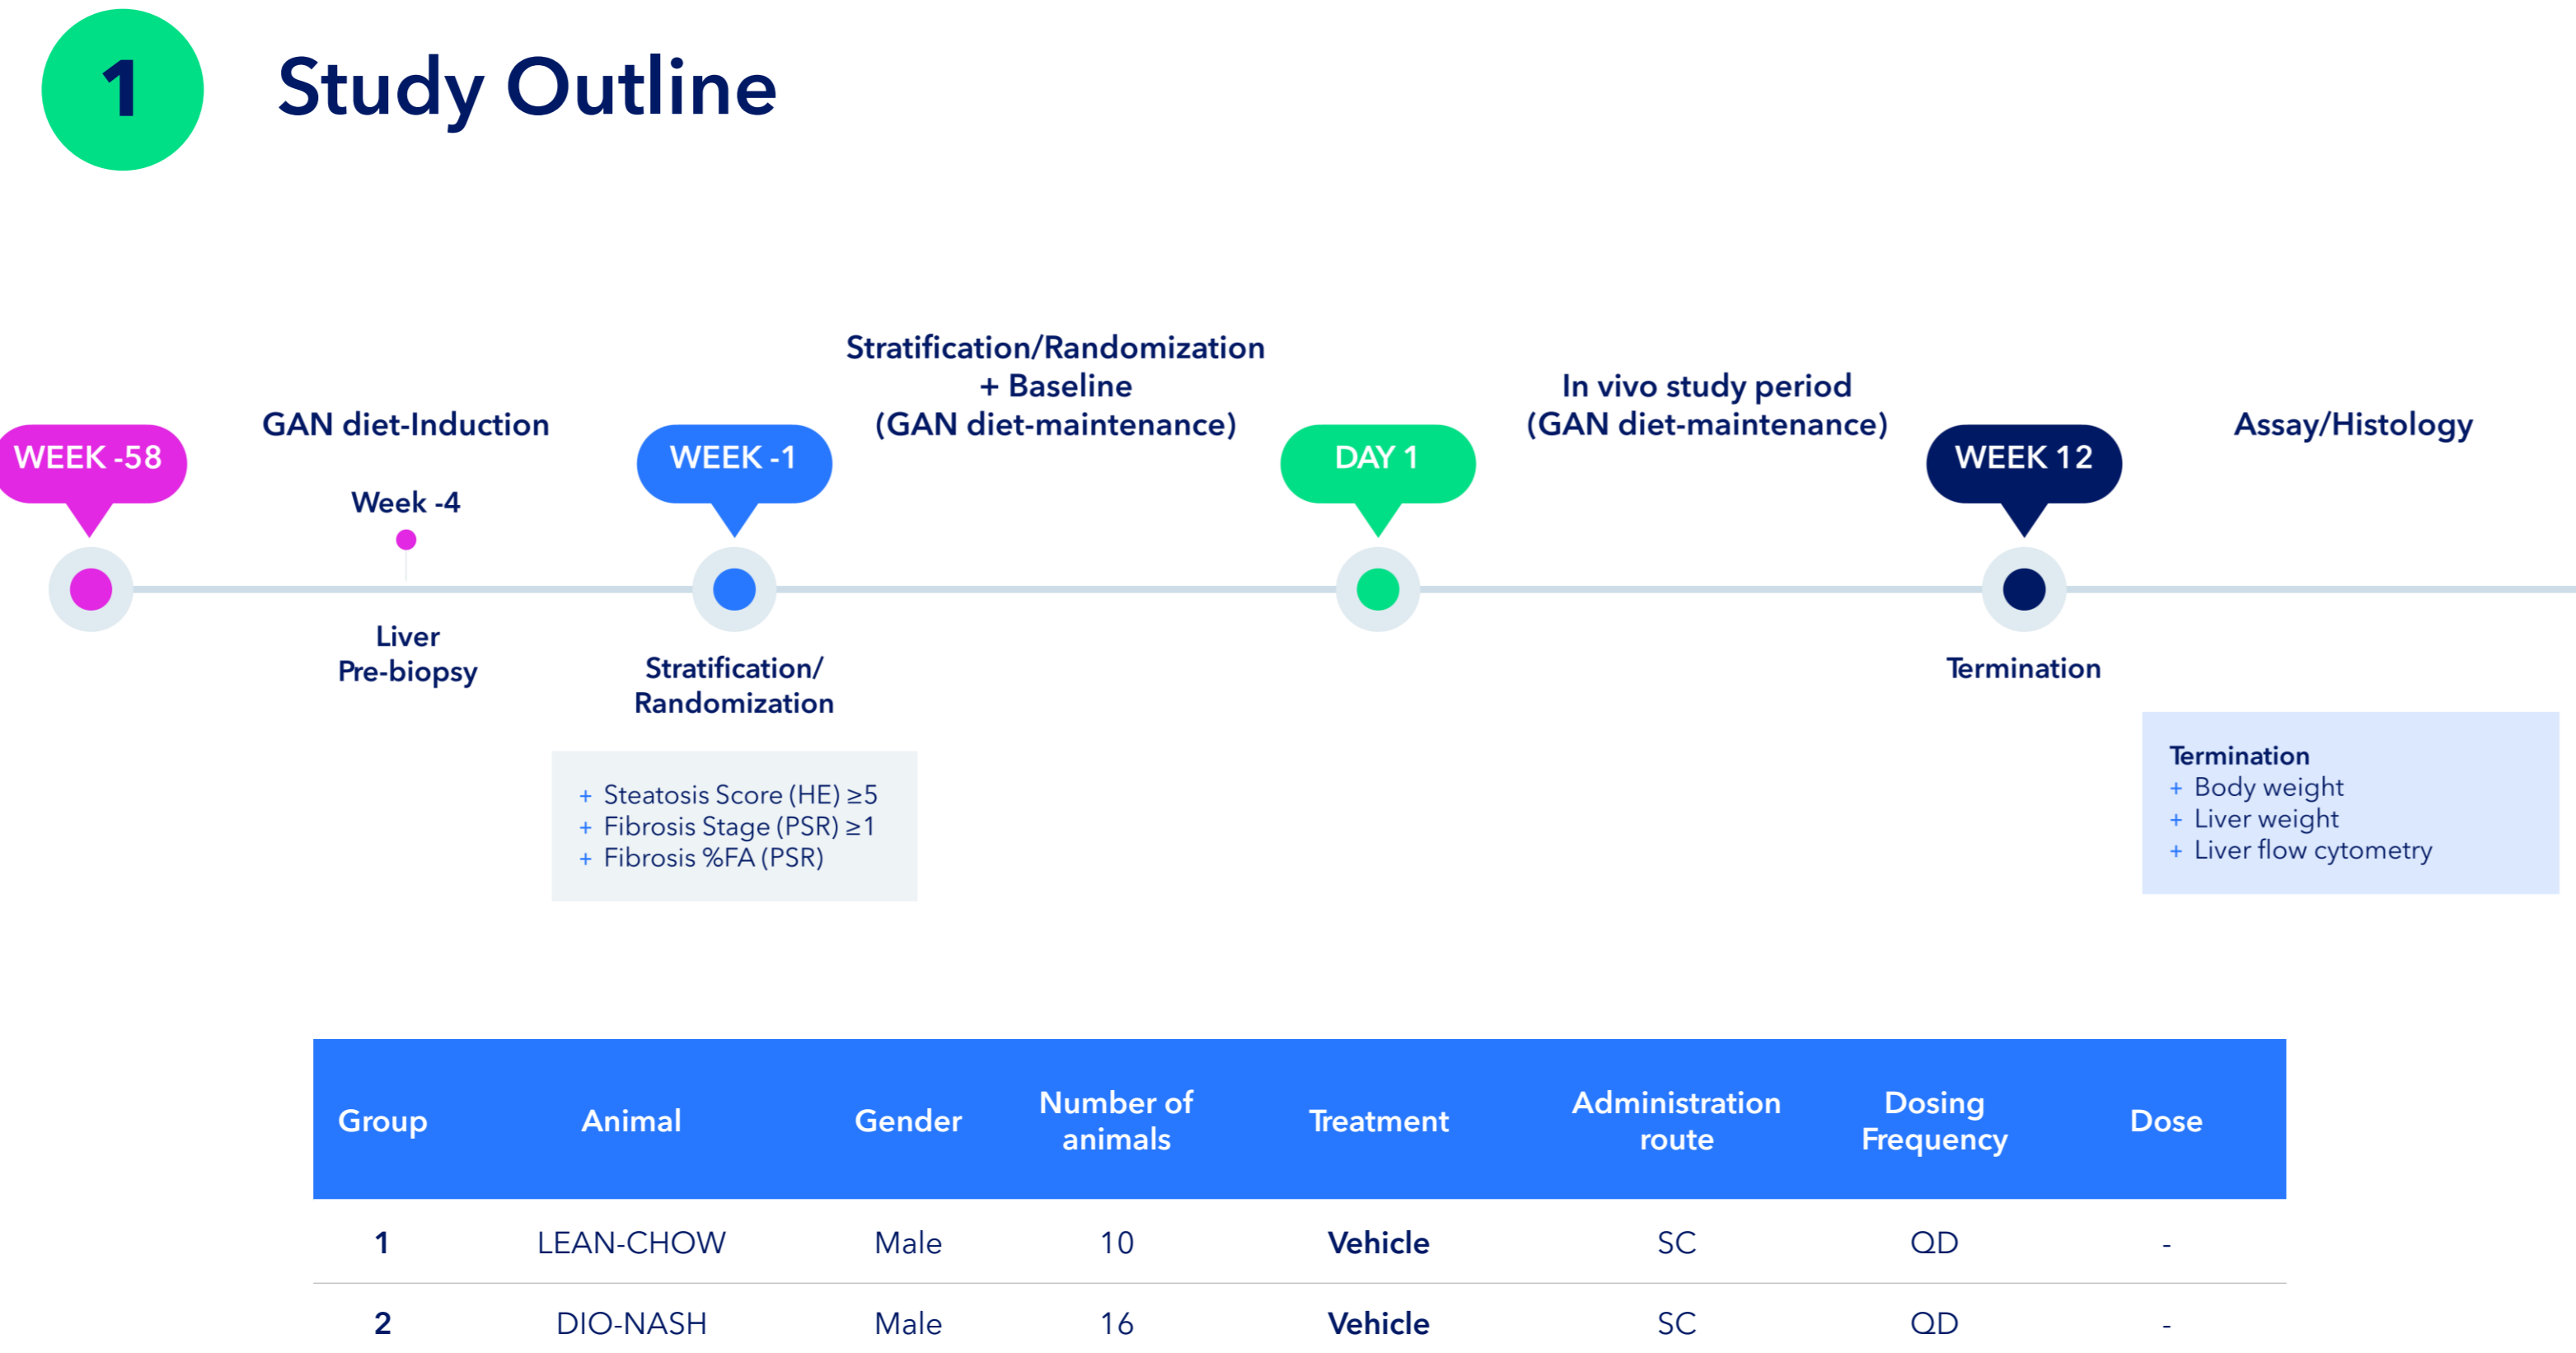 1
Study Outline
Stratification/Randomization
+ Baseline
(GAN diet-maintenance)
In vivo study period
(GAN diet-maintenance)
GAN diet-Induction
Assay/Histology
WEEK -58
WEEK -1
DAY 1
WEEK 12
Week -4
Liver
Pre-biopsy
Stratification/
Randomization
Termination
+ Steatosis Score (HE) ≥5
+ Fibrosis Stage (PSR) ≥1
+ Fibrosis %FA (PSR)
Termination
+ Body weight
+ Liver weight
+ Liver flow cytometry
Group Animal Gender Number of animals Treatment Administration route Dosing Frequency Dose
1 LEAN-CHOW Male 10 Vehicle SC QD -
2 DIO-NASH Male 16 Vehicle SC QD -